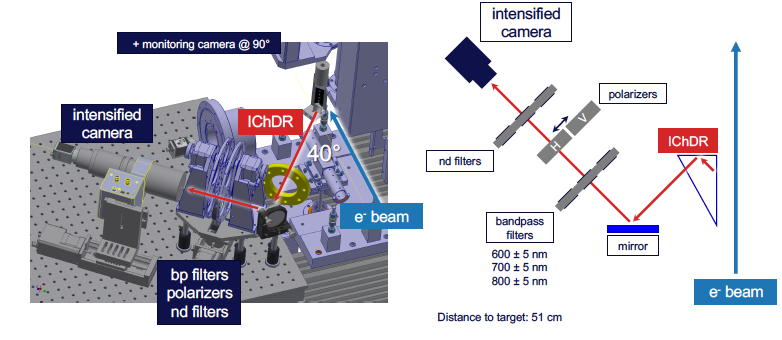 + monitoring camera @ 90°
intensified
camera
IChDR
40°
e- beam
bp filters
polarizers
nd filters
intensified
camera
polarizers
H
V
nd filters
IChDR
bandpass
filters
600 ± 5 nm
700 ± 5 nm
800 ± 5 nm
mirror
e- beam
Distance to target: 51 cm